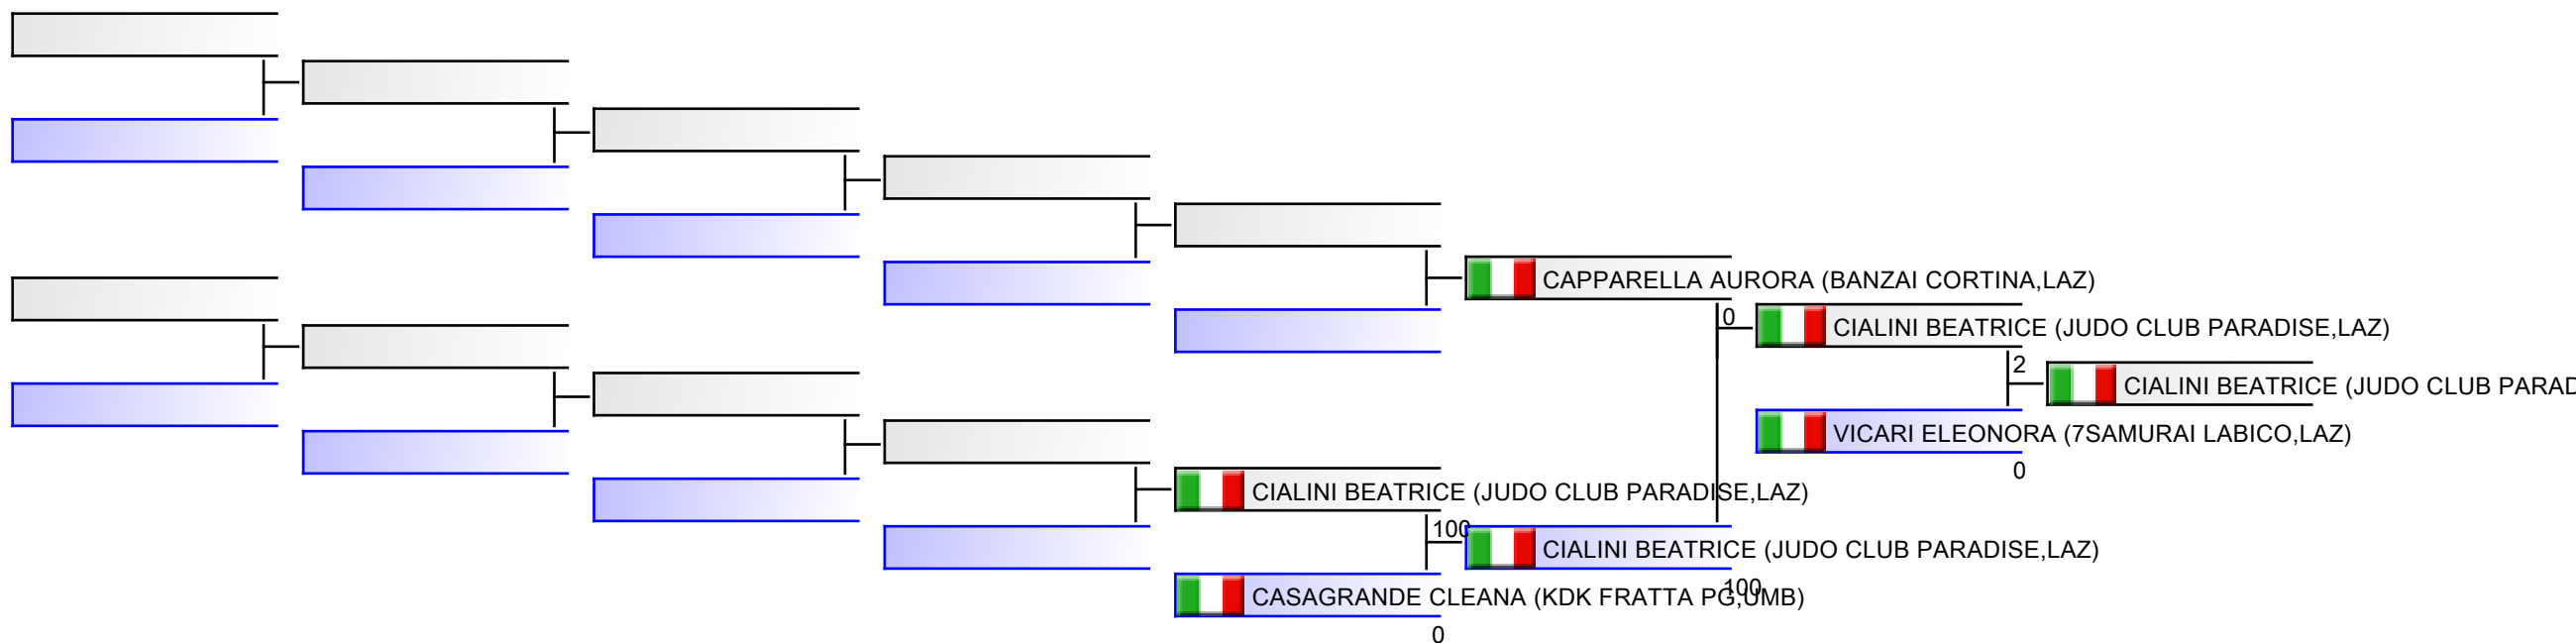 CAPPARELLA AURORA (BANZAI CORTINA,LAZ)
0
CIALINI BEATRICE (JUDO CLUB PARADISE,LAZ)
2
CIALINI BEATRICE (JUDO CLUB PARAD
VICARI ELEONORA (7SAMURAI LABICO,LAZ)
0
CIALINI BEATRICE (JUDO CLUB PARADISE,LAZ)
100
CIALINI BEATRICE (JUDO CLUB PARADISE,LAZ)
100
CASAGRANDE CLEANA (KDK FRATTA PG,UMB)
0